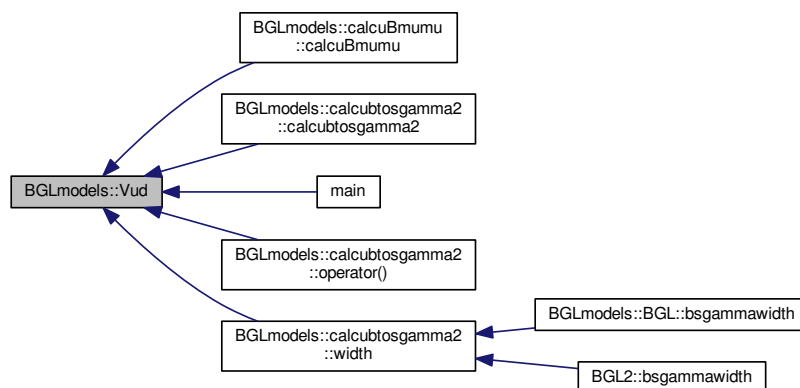 BGLmodels::calcuBmumu
::calcuBmumu
BGLmodels::calcubtosgamma2
::calcubtosgamma2
BGLmodels::Vud
main
BGLmodels::calcubtosgamma2
::operator()
BGLmodels::BGL::bsgammawidth
BGLmodels::calcubtosgamma2
::width
BGL2::bsgammawidth